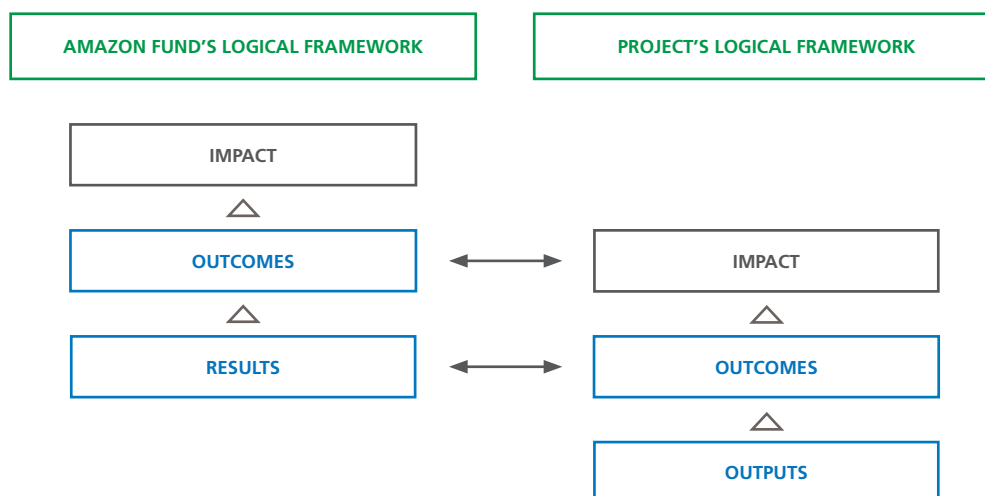 AMAZON FUND'S LOGICAL FRAMEWORK
PROJECT'S LOGICAL FRAMEWORK
IMPACT
OUTCOMES
IMPACT
RESULTS
OUTCOMES
OUTPUTS